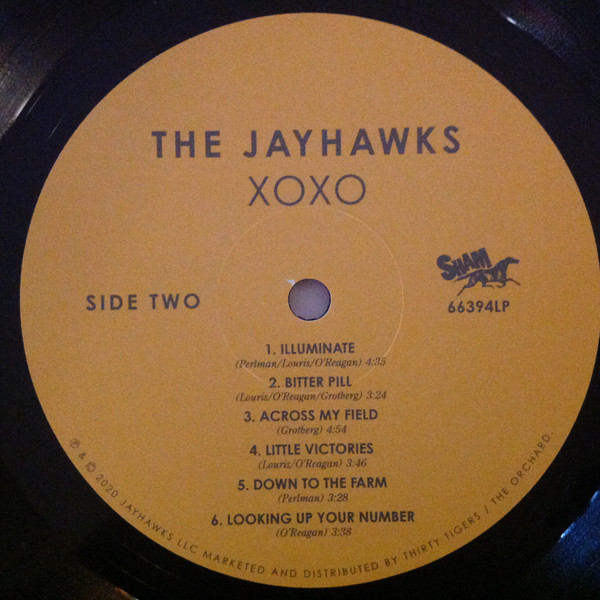 THE JAYHAWKS
XOXO
SHAM
SIDE TWO
66394LP
1. ILLUMINATE
(Perlman/Louris/O'Reagan) 4:35
2. BITTER PILL
(Louris/O'Reagan/Grotberg) 3:24
3. ACROSS MY FIELD
(Grotberg) 4:54
4. LITTLE VICTORIES
(Louris/O'Reagan) 3:46
5. DOWN TO THE FARM
(Perlman) 3:28
6. LOOKING UP YOUR NUMBER
(O'Reagan) 3:38
℗ & © 2020 JAYHAWKS LLC MARKETED AND DISTRIBUTED BY THIRTY TIGERS / THE ORCHARD.